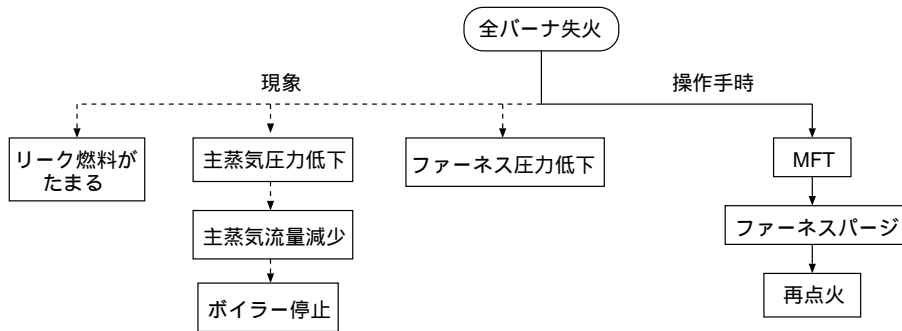 全バーナ失火
現象
操作手時
リーク燃料が
たまる
主蒸気圧力低下
ファーネス圧力低下
MFT
主蒸気流量減少
ファーネスパージ
ボイラー停止
再点火